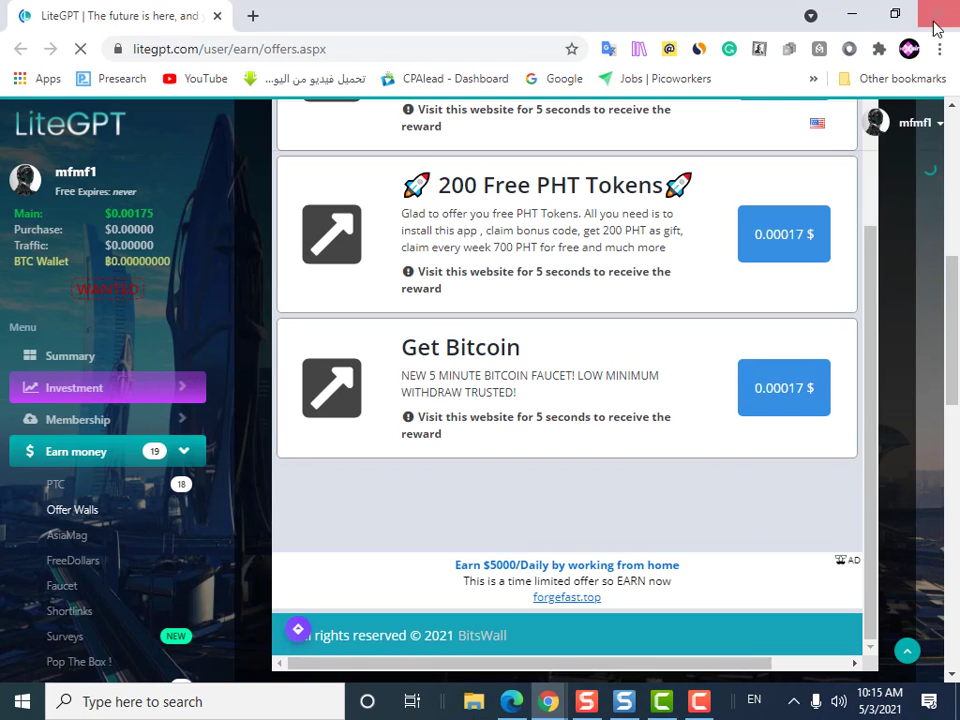 LiteGPT | The future is here, and
litegpt.com/user/earn/offers.aspx
Apps
Presearch
YouTube
تحميل فيديو من اليو...
CPAlead - Dashboard
Google
Jobs | Picoworkers
»
Other bookmarks
LiteGPT
mfmf1
mfmf1
Free Expires: never
Main: $0.00175
Purchase: $0.00000
Traffic: $0.00000
BTC Wallet ฿0.00000000
WANTED
Menu
Summary
Investment
Membership
Earn money 19
PTC 18
Offer Walls
AsiaMag
FreeDollars
Faucet
Shortlinks
Surveys NEW
Pop The Box !
Visit this website for 5 seconds to receive the
reward
200 Free PHT Tokens
Glad to offer you free PHT Tokens. All you need is to
install this app , claim bonus code, get 200 PHT as gift,
claim every week 700 PHT for free and much more
Visit this website for 5 seconds to receive the
reward
0.00017 $
Get Bitcoin
NEW 5 MINUTE BITCOIN FAUCET! LOW MINIMUM
WITHDRAW TRUSTED!
Visit this website for 5 seconds to receive the
reward
0.00017 $
AD
Earn $5000/Daily by working from home
This is a time limited offer so EARN now
forgefast.top
rights reserved © 2021 BitsWall
Type here to search
EN
10:15 AM
5/3/2021